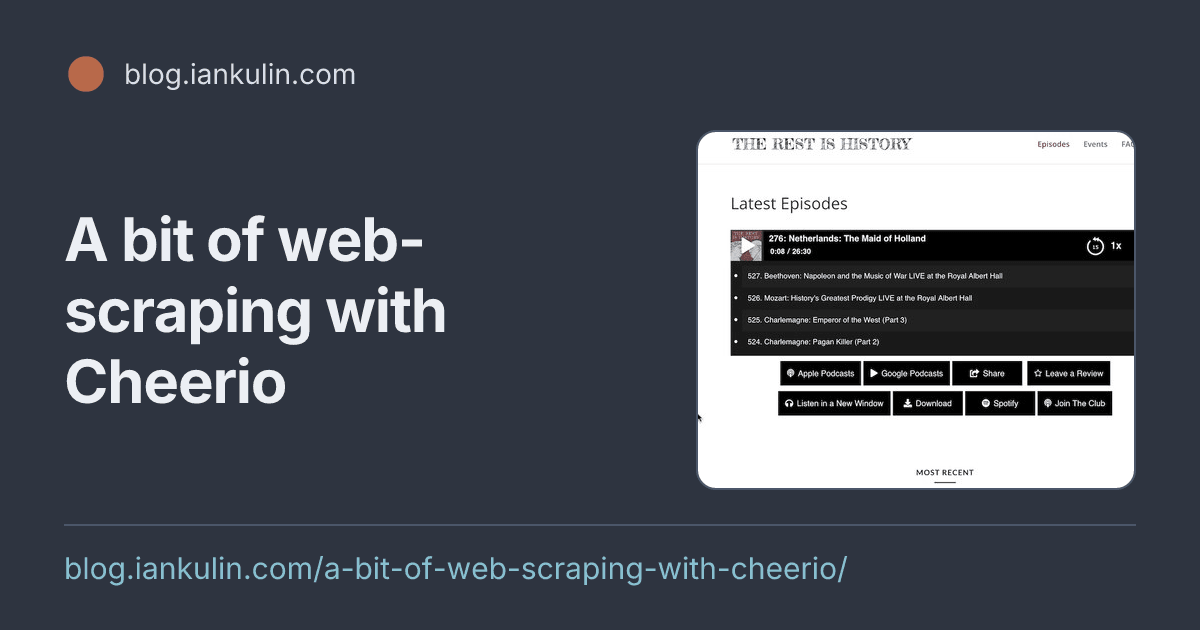 blog.iankulin.com
A bit of web-
scraping with
Cheerio
THE REST IS HISTORY
Episodes Events
Latest Episodes
276: Netherlands: The Maid of Holland
0:08 / 26:30
15
1x
527. Beethoven: Napoleon and the Music of War LIVE at the Royal Albert Hall
526. Mozart: History's Greatest Prodigy LIVE at the Royal Albert Hall
525. Charlemagne: Emperor of the West (Part 3)
524. Charlemagne: Pagan Killer (Part 2)
Apple Podcasts Google Podcasts Share Leave a Review
Listen in a New Window Download Spotify Join The Club
MOST RECENT
blog.iankulin.com/a-bit-of-web-scraping-with-cheerio/